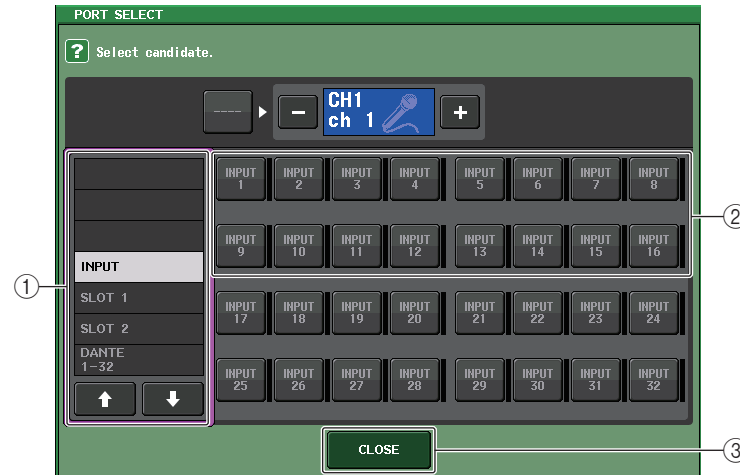 PORT SELECT
? Select candidate.
----
−
CH1
ch 1
+
INPUT
SLOT 1
SLOT 2
DANTE
1-32
INPUT 1 INPUT 2 INPUT 3 INPUT 4 INPUT 5 INPUT 6 INPUT 7 INPUT 8
INPUT 9 INPUT 10 INPUT 11 INPUT 12 INPUT 13 INPUT 14 INPUT 15 INPUT 16
INPUT 17 INPUT 18 INPUT 19 INPUT 20 INPUT 21 INPUT 22 INPUT 23 INPUT 24
INPUT 25 INPUT 26 INPUT 27 INPUT 28 INPUT 29 INPUT 30 INPUT 31 INPUT 32
CLOSE
①
②
③